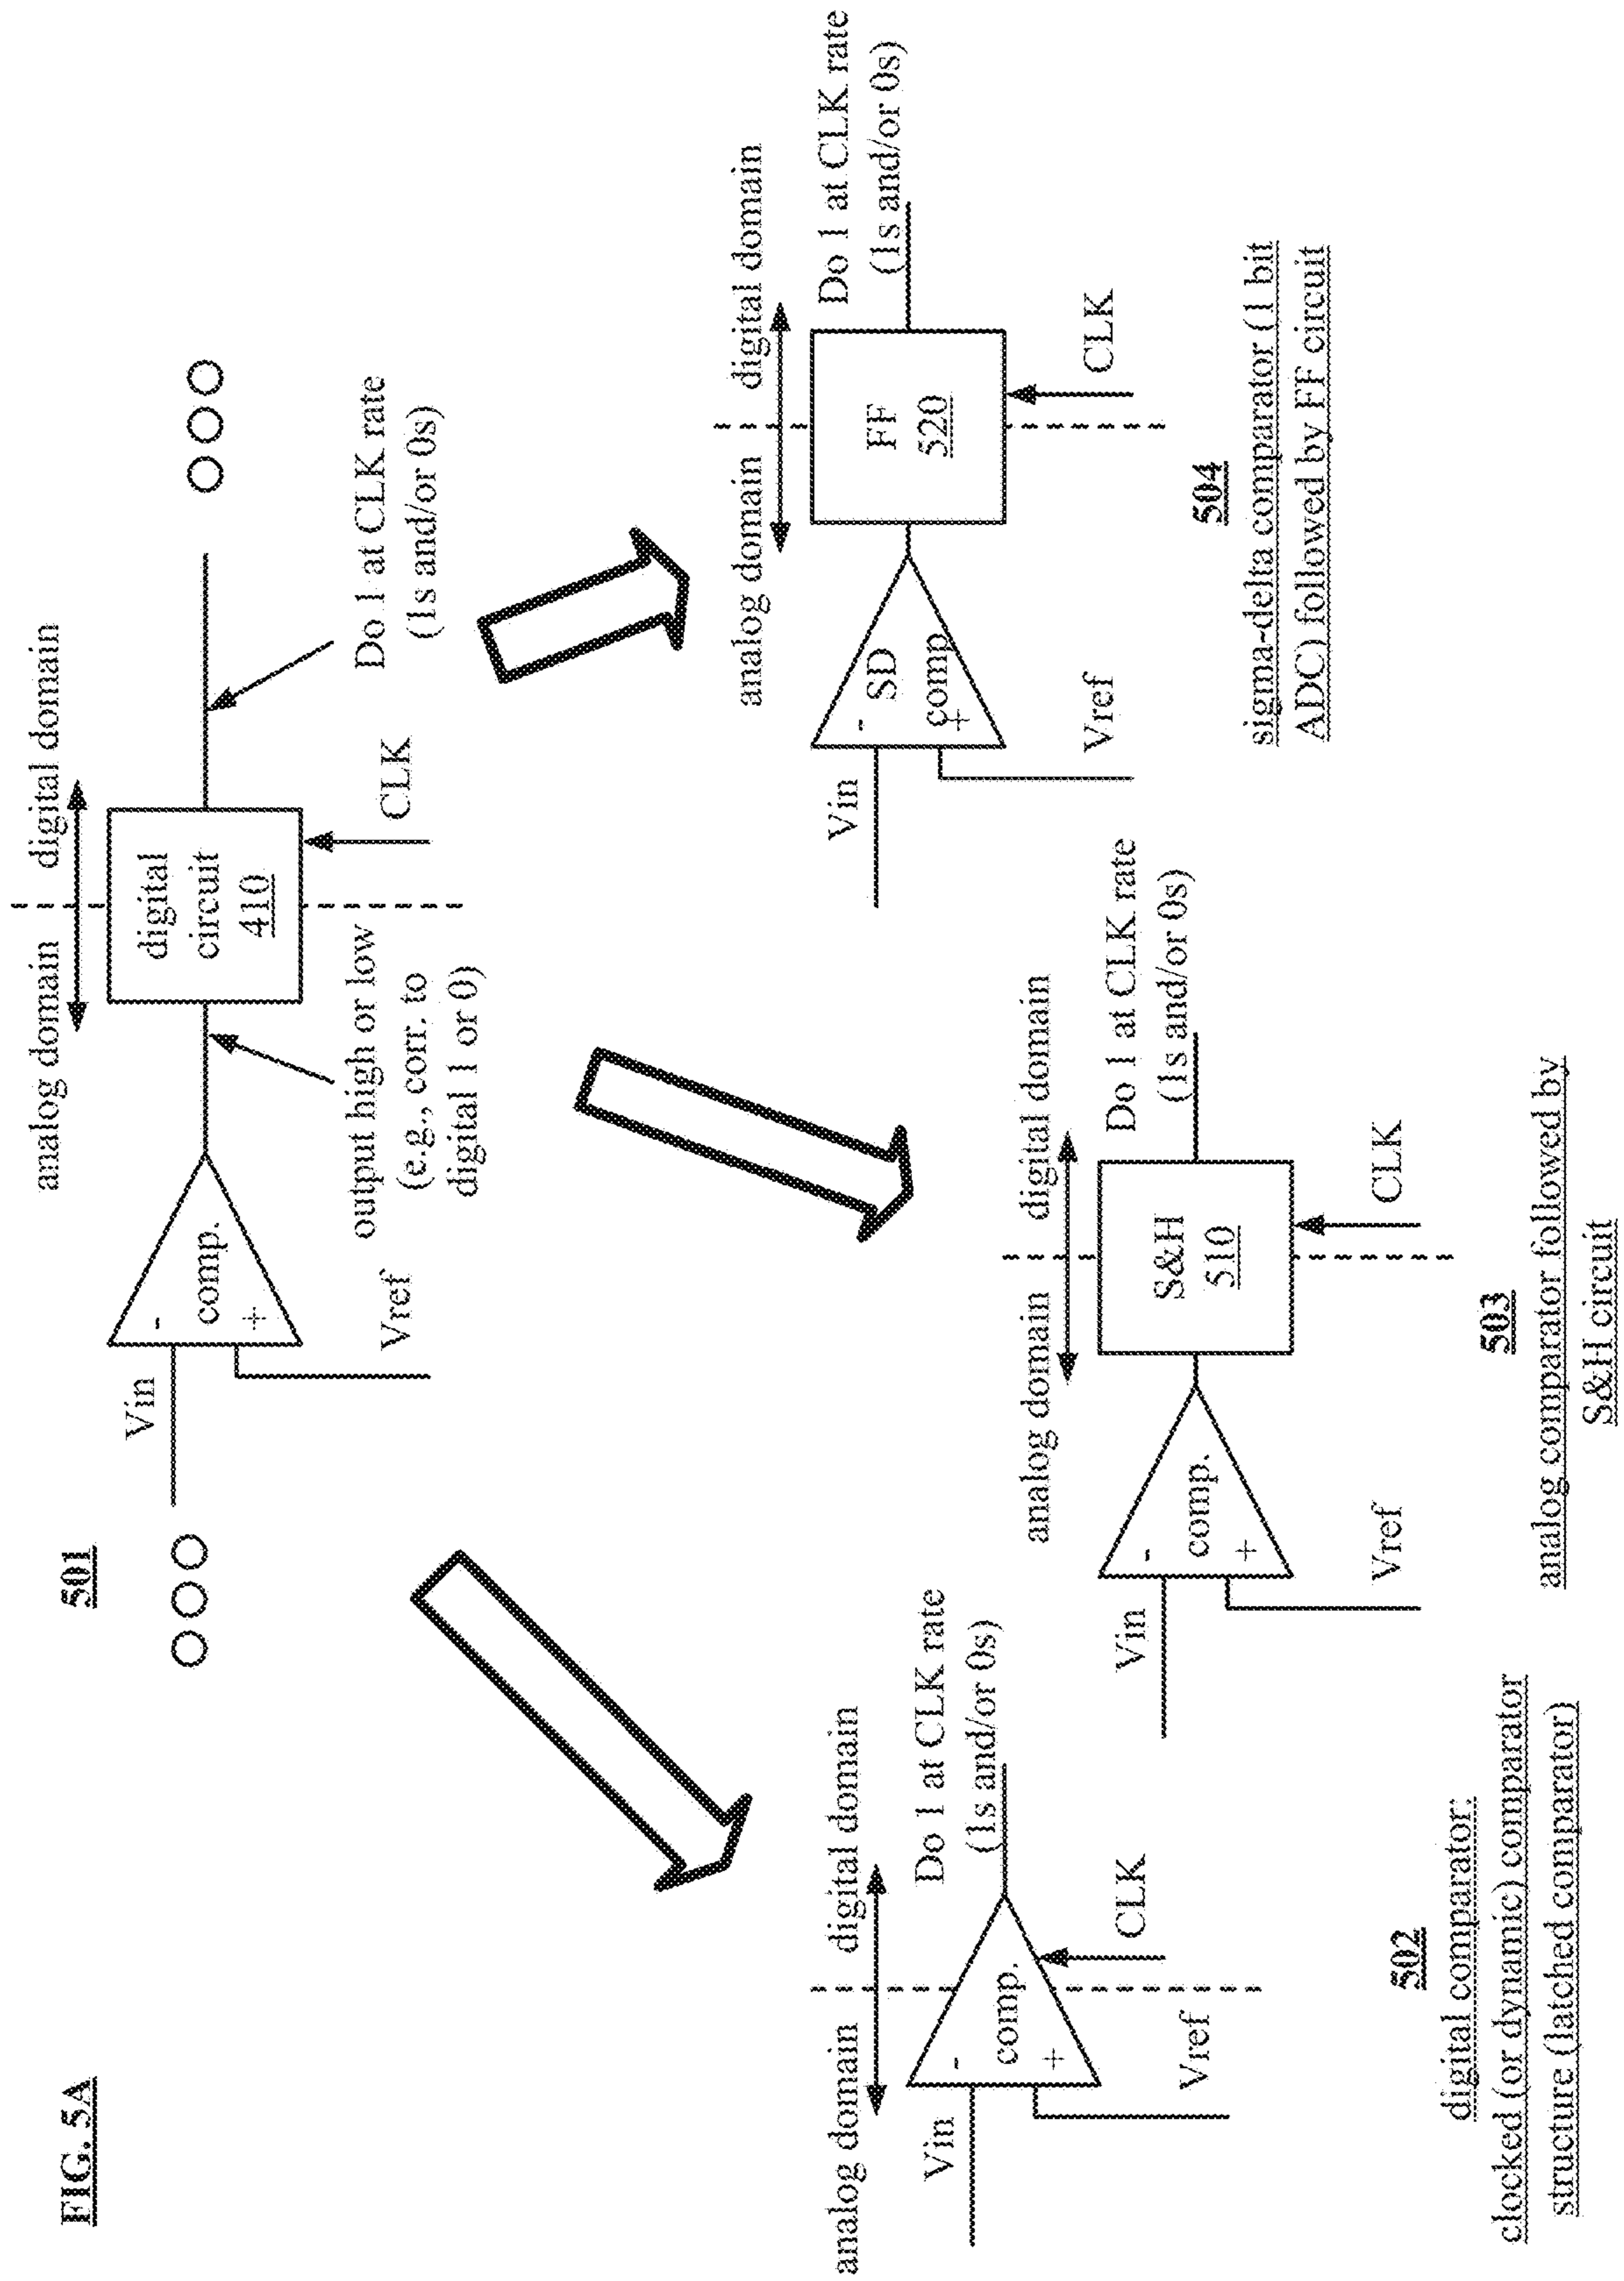 FIG. 5A
501
analog domain
digital domain
Vin
-
comp.
+
Vref
digital
circuit
410
CLK
output high or low
(e.g., corr. to
digital 1 or 0)
Do 1 at CLK rate
(1s and/or 0s)
analog domain
digital domain
Vin
-
comp.
+
Vref
CLK
Do 1 at CLK rate
(1s and/or 0s)
502
digital comparator:
clocked (or dynamic) comparator
structure (latched comparator)
analog domain
digital domain
Vin
-
comp.
+
Vref
S&H
510
CLK
Do 1 at CLK rate
(1s and/or 0s)
503
analog comparator followed by
S&H circuit
analog domain
digital domain
Vin
-
SD
comp
+
Vref
FF
520
CLK
Do 1 at CLK rate
(1s and/or 0s)
504
sigma-delta comparator (1 bit
ADC) followed by FF circuit